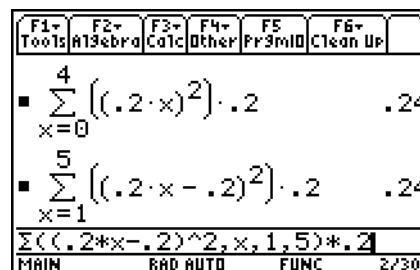 F1 F2 F3 F4 F5 F6
Tools Algebra Calc Other PrgmIO Clean Up
4
■ ∑ ((.2·x)²)·.2 .24
x=0
5
■ ∑ ((.2·x-.2)²)·.2 .24
x=1
Σ((.2*x-.2)^2,x,1,5)*.2
MAIN RAD AUTO FUNC 2/30